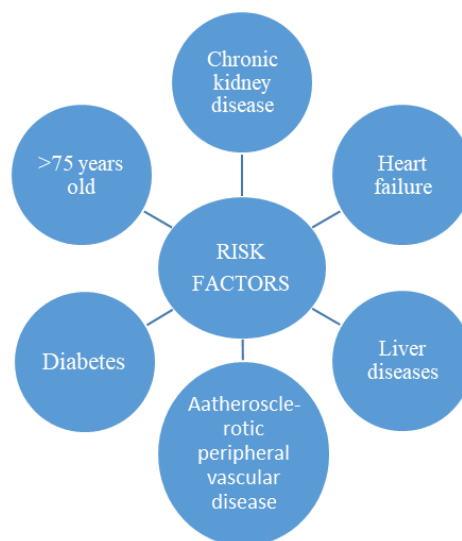 Chronic
kidney
disease
>75 years
old
Heart
failure
RISK
FACTORS
Diabetes
Liver
diseases
Aatheroscle-
rotic
peripheral
vascular
disease